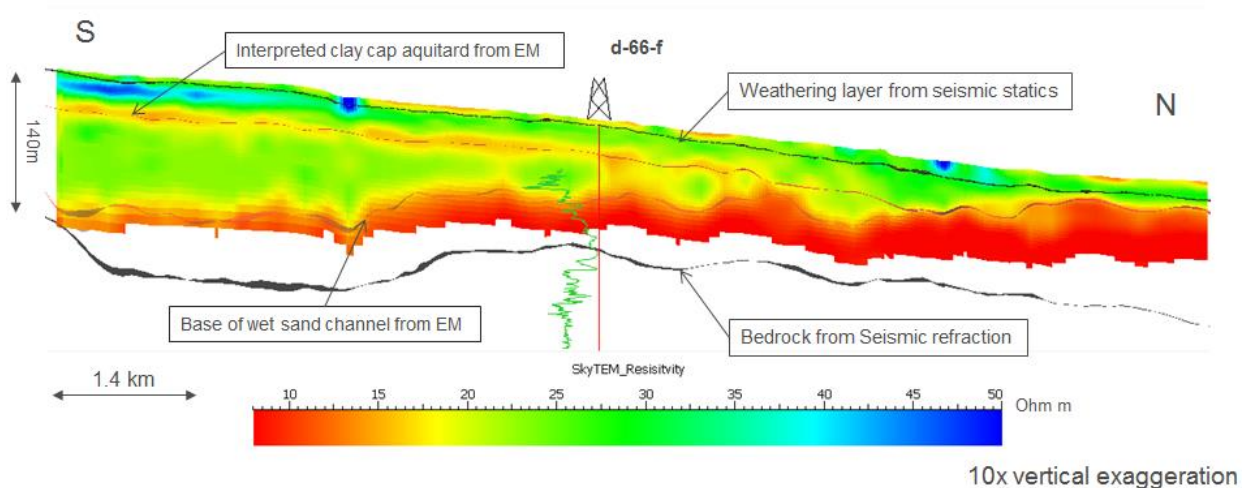 S
Interpreted clay cap aquitard from EM
d-66-f
Weathering layer from seismic statics
N
140m
Base of wet sand channel from EM
Bedrock from Seismic refraction
1.4 km
SkyTEM_Resisitvity
10 15 20 25 30 35 40 45 50
Ohm m
10x vertical exaggeration